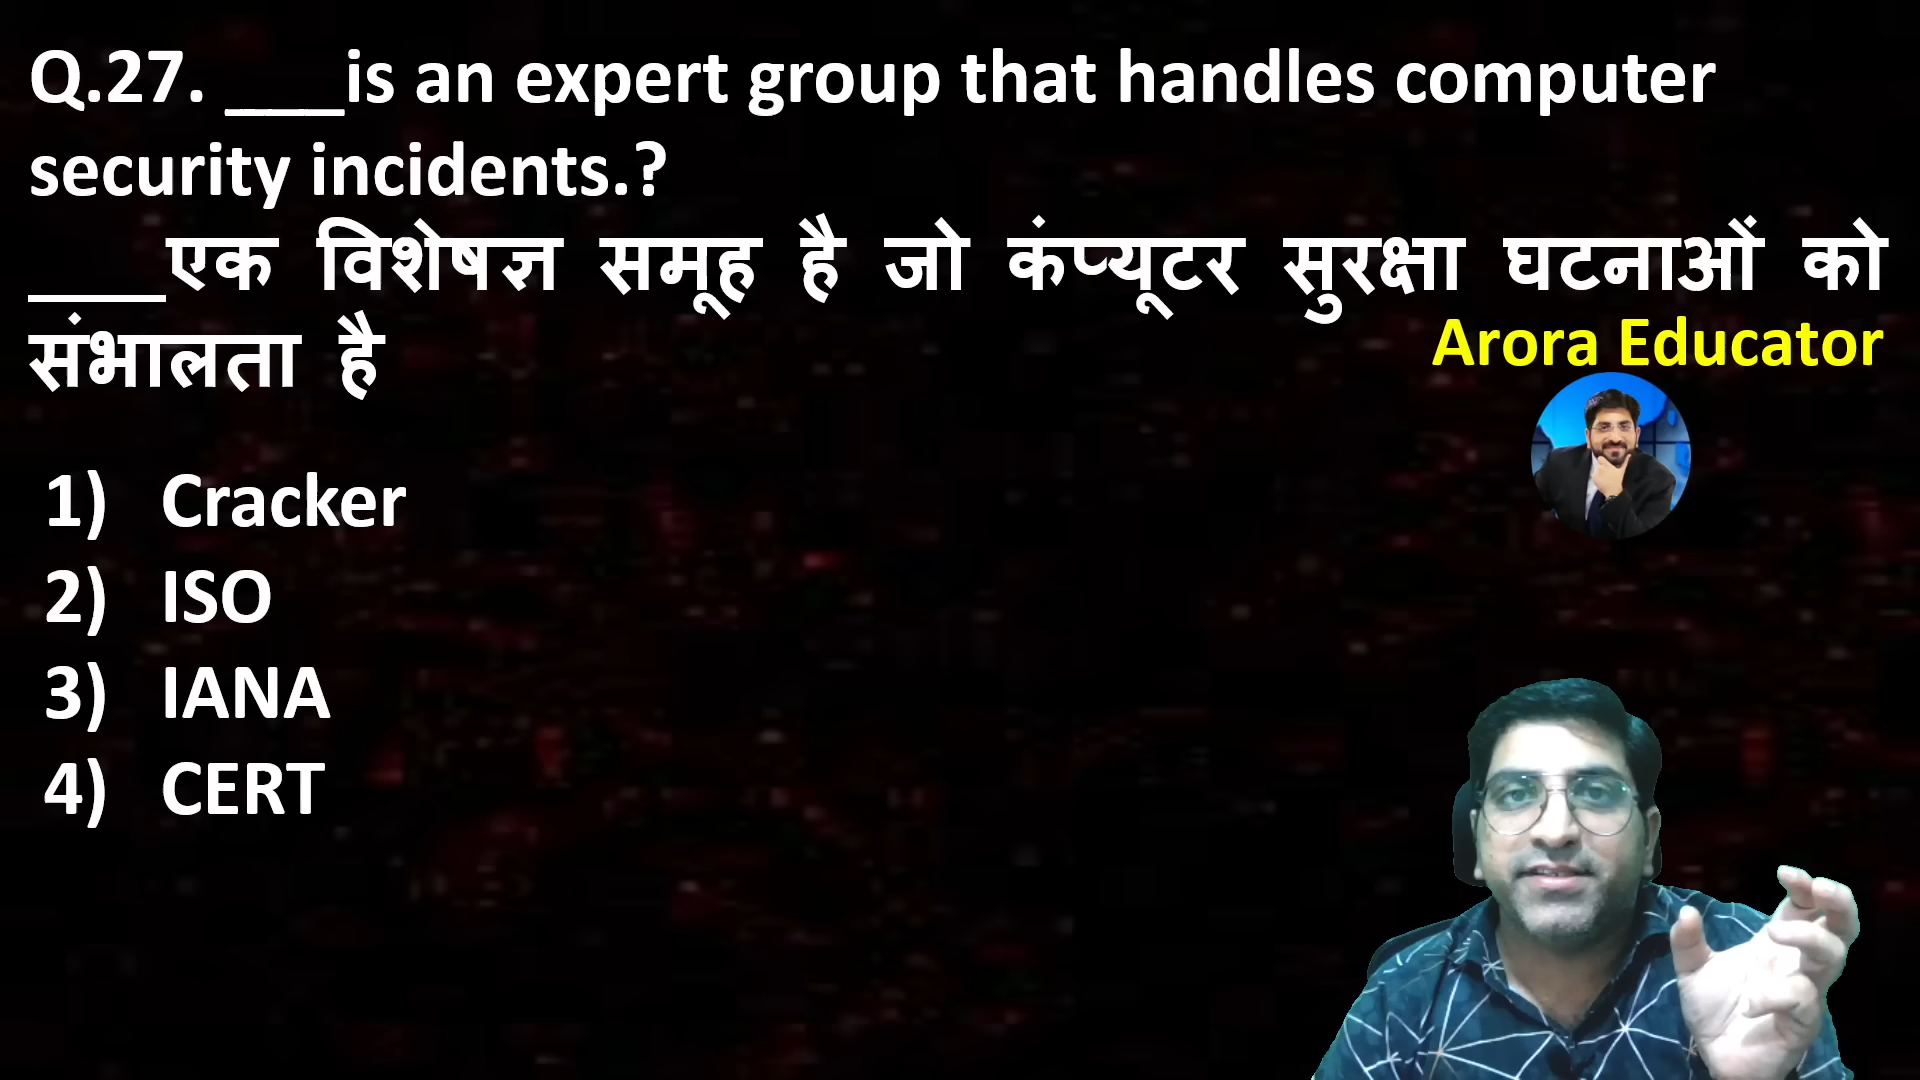 Q.27. ___is an expert group that handles computer
security incidents.?
____एक विशेषज्ञ समूह है जो कंप्यूटर सुरक्षा घटनाओं को
संभालता है
Arora Educator
1) Cracker
2) ISO
3) IANA
4) CERT